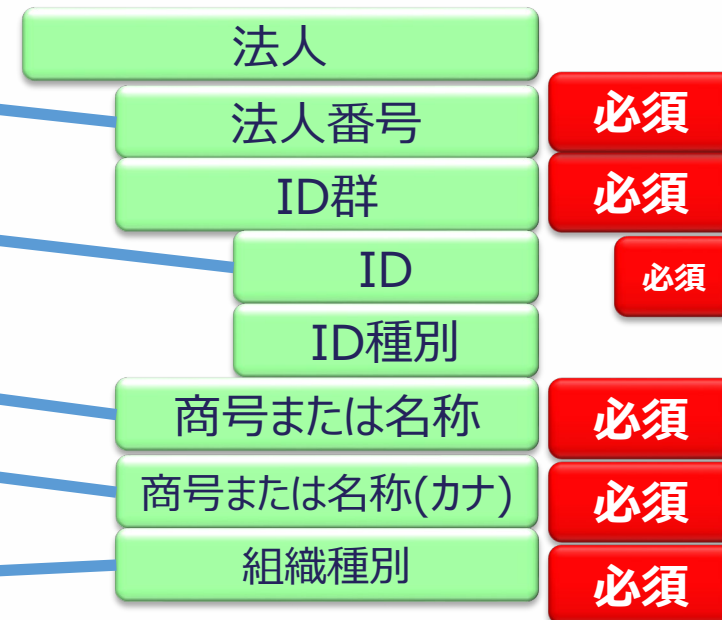 法人
法人番号 必須
ID群 必須
ID 必須
ID種別
商号または名称 必須
商号または名称(カナ) 必須
組織種別 必須